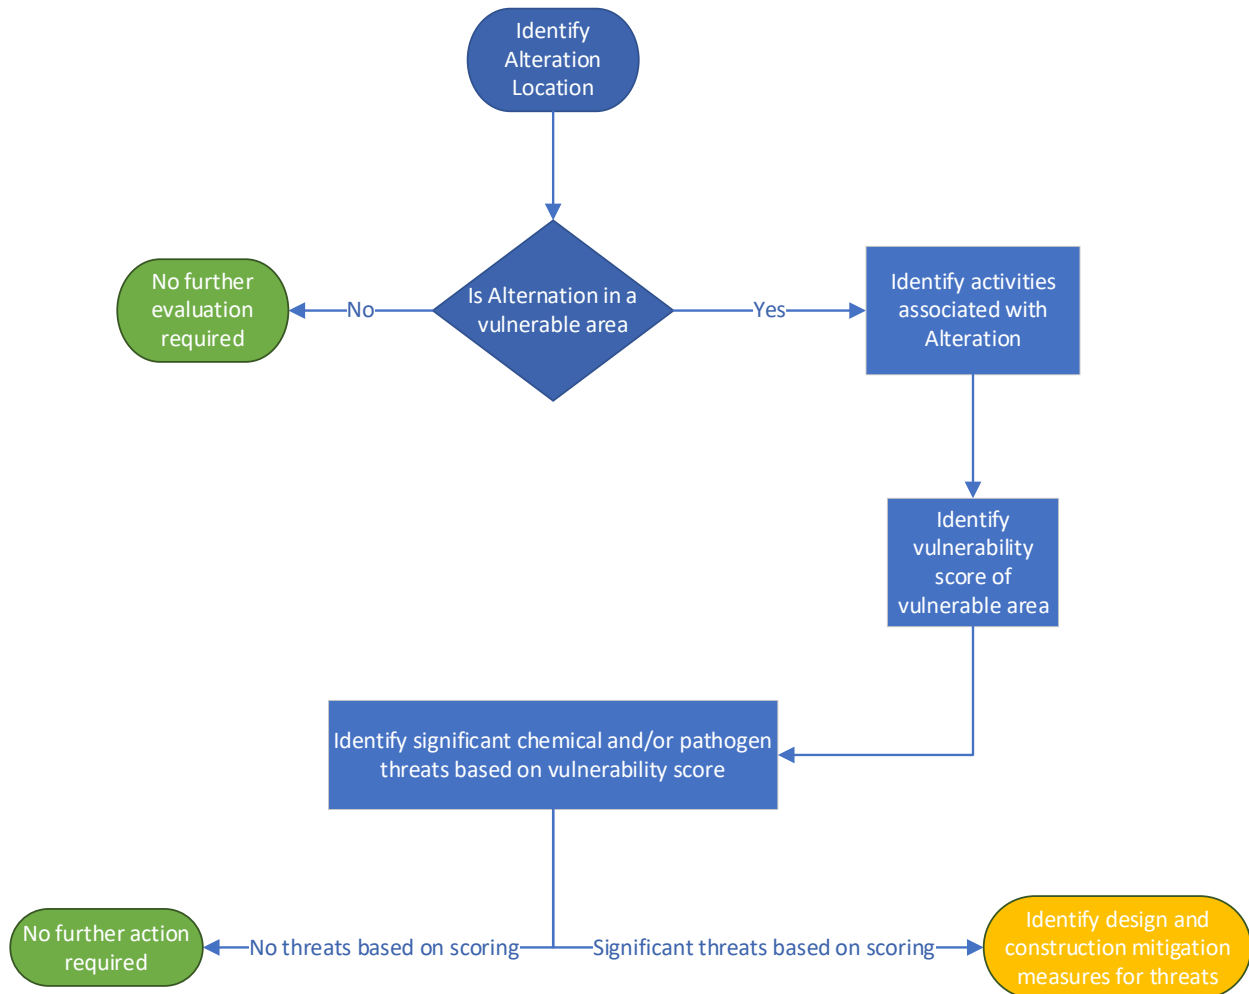 Identify
Alteration
Location
No further
evaluation
required
No
Is Alternation in a
vulnerable area
Yes
Identify activities
associated with
Alteration
Identify
vulnerability
score of
vulnerable area
Identify significant chemical and/or pathogen
threats based on vulnerability score
No further action
required
No threats based on scoring
Significant threats based on scoring
Identify design and
construction mitigation
measures for threats